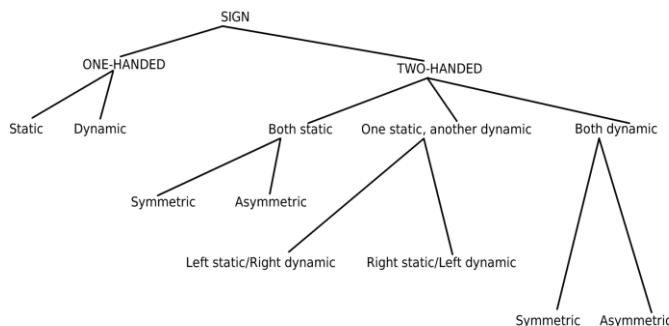 SIGN
ONE-HANDED
TWO-HANDED
Static
Dynamic
Both static
One static, another dynamic
Both dynamic
Symmetric
Asymmetric
Left static/Right dynamic
Right static/Left dynamic
Symmetric
Asymmetric